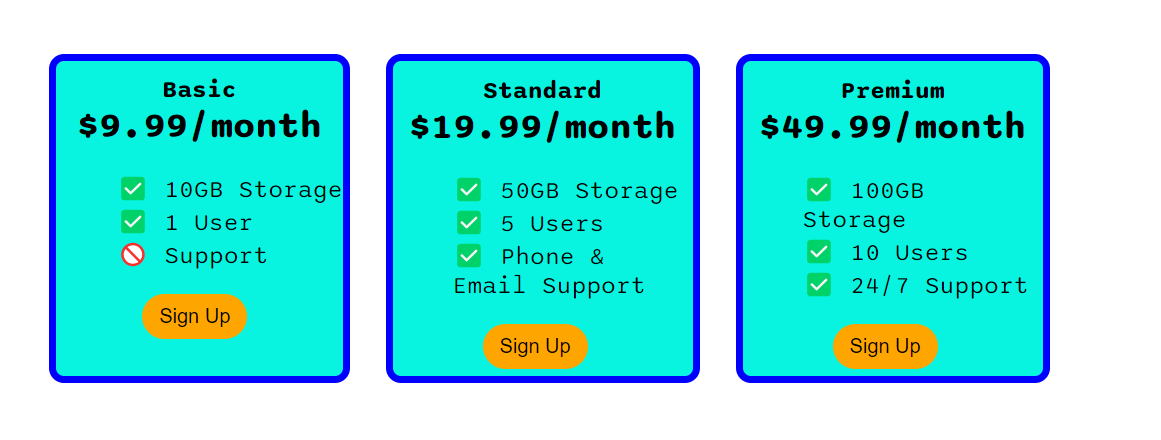 Basic
$9.99/month
✅ 10GB Storage
✅ 1 User
🚫 Support
Sign Up
Standard
$19.99/month
✅ 50GB Storage
✅ 5 Users
✅ Phone &
Email Support
Sign Up
Premium
$49.99/month
✅ 100GB
Storage
✅ 10 Users
✅ 24/7 Support
Sign Up